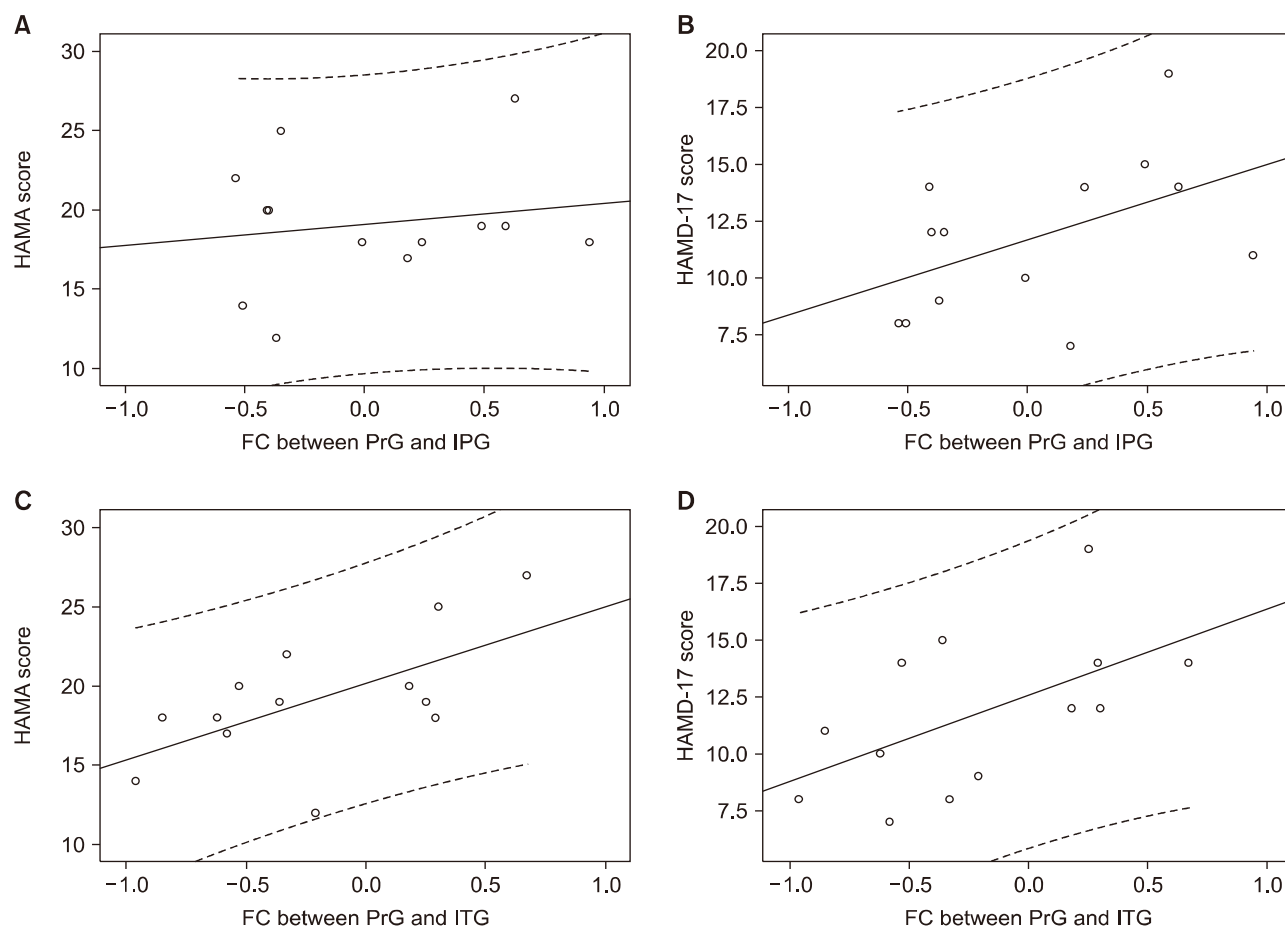 A
30
25
20
15
10
HAMA score
−1.0 −0.5 0.0 0.5 1.0
FC between PrG and IPG
B
20.0
17.5
15.0
12.5
10.0
7.5
HAMD-17 score
−1.0 −0.5 0.0 0.5 1.0
FC between PrG and IPG
C
30
25
20
15
10
HAMA score
−1.0 −0.5 0.0 0.5 1.0
FC between PrG and ITG
D
20.0
17.5
15.0
12.5
10.0
7.5
HAMD-17 score
−1.0 −0.5 0.0 0.5 1.0
FC between PrG and ITG